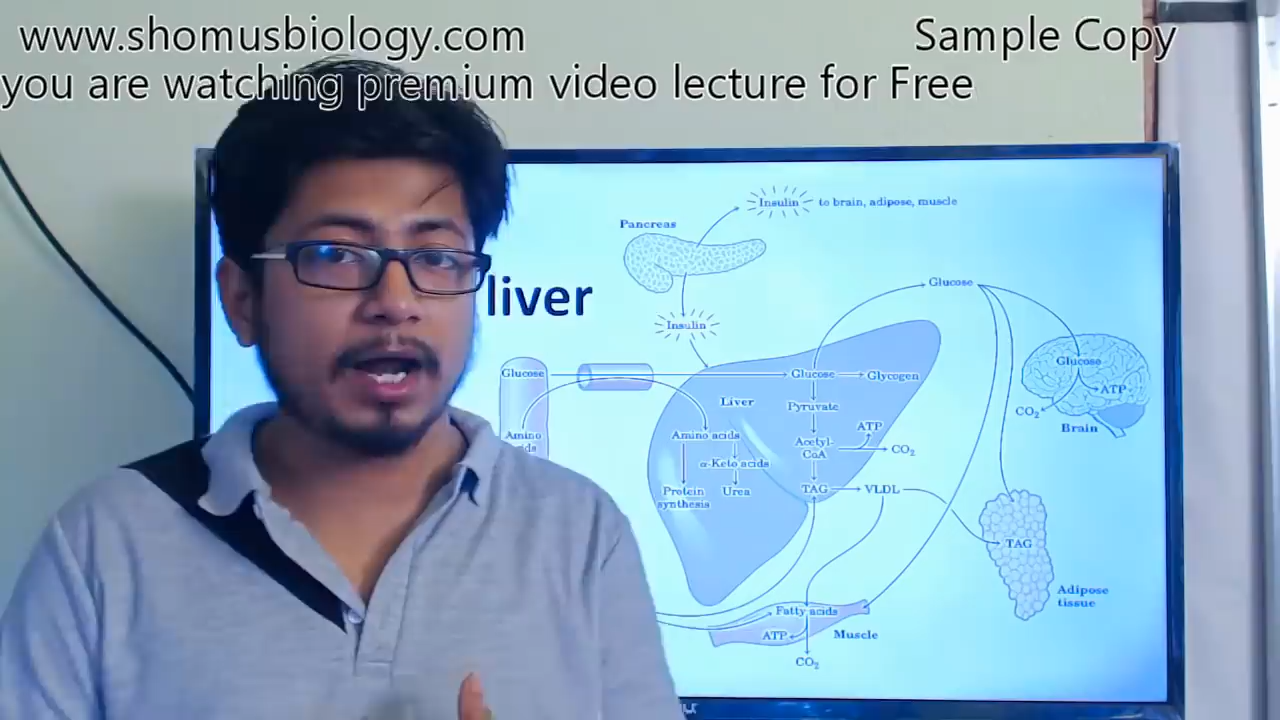 www.shomusbiology.com
Sample Copy
you are watching premium video lecture for Free
Insulin to brain, adipose, muscle
Pancreas
liver
Glucose
Insulin
Glucose
Glucose
Glucose
Glycogen
ATP
CO₂
Brain
Liver
Pyruvate
Amino
Amino acids
Acetyl-
CoA
ATP
CO₂
α-Keto acids
Protein
synthesis
Urea
TAG
VLDL
TAG
Adipose
tissue
Fatty acids
ATP
Muscle
CO₂